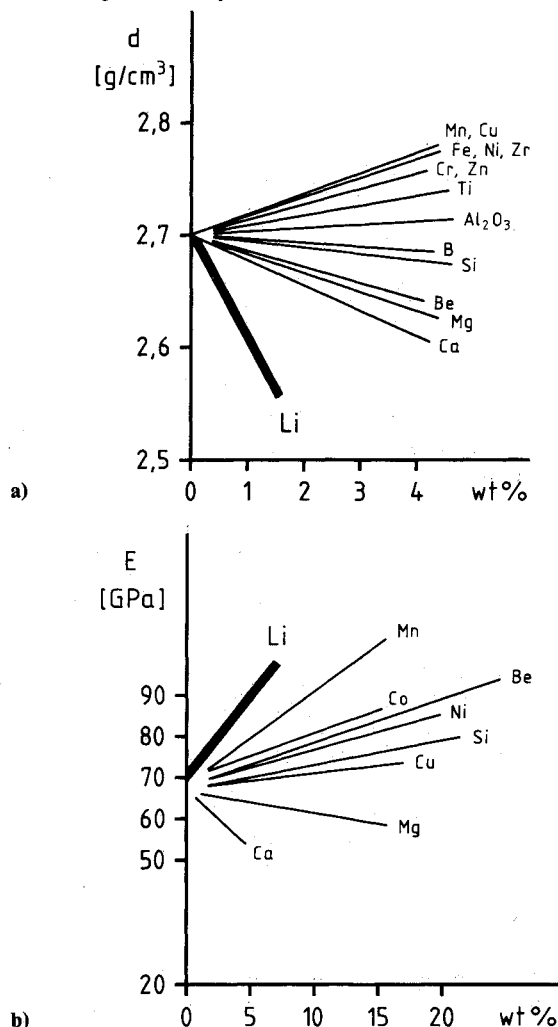 d
[g/cm³]
2,8
Mn, Cu
Fe, Ni, Zr
Cr, Zn
Ti
Al₂O₃
2,7
B
Si
Be
Mg
Ca
2,6
Li
2,5
0 1 2 3 4 wt%
a)
E
[GPa]
Li
Mn
Be
90
Co
Ni
80
Si
Cu
70
60
Mg
50
Ca
20
0 5 10 15 20 wt%
b)